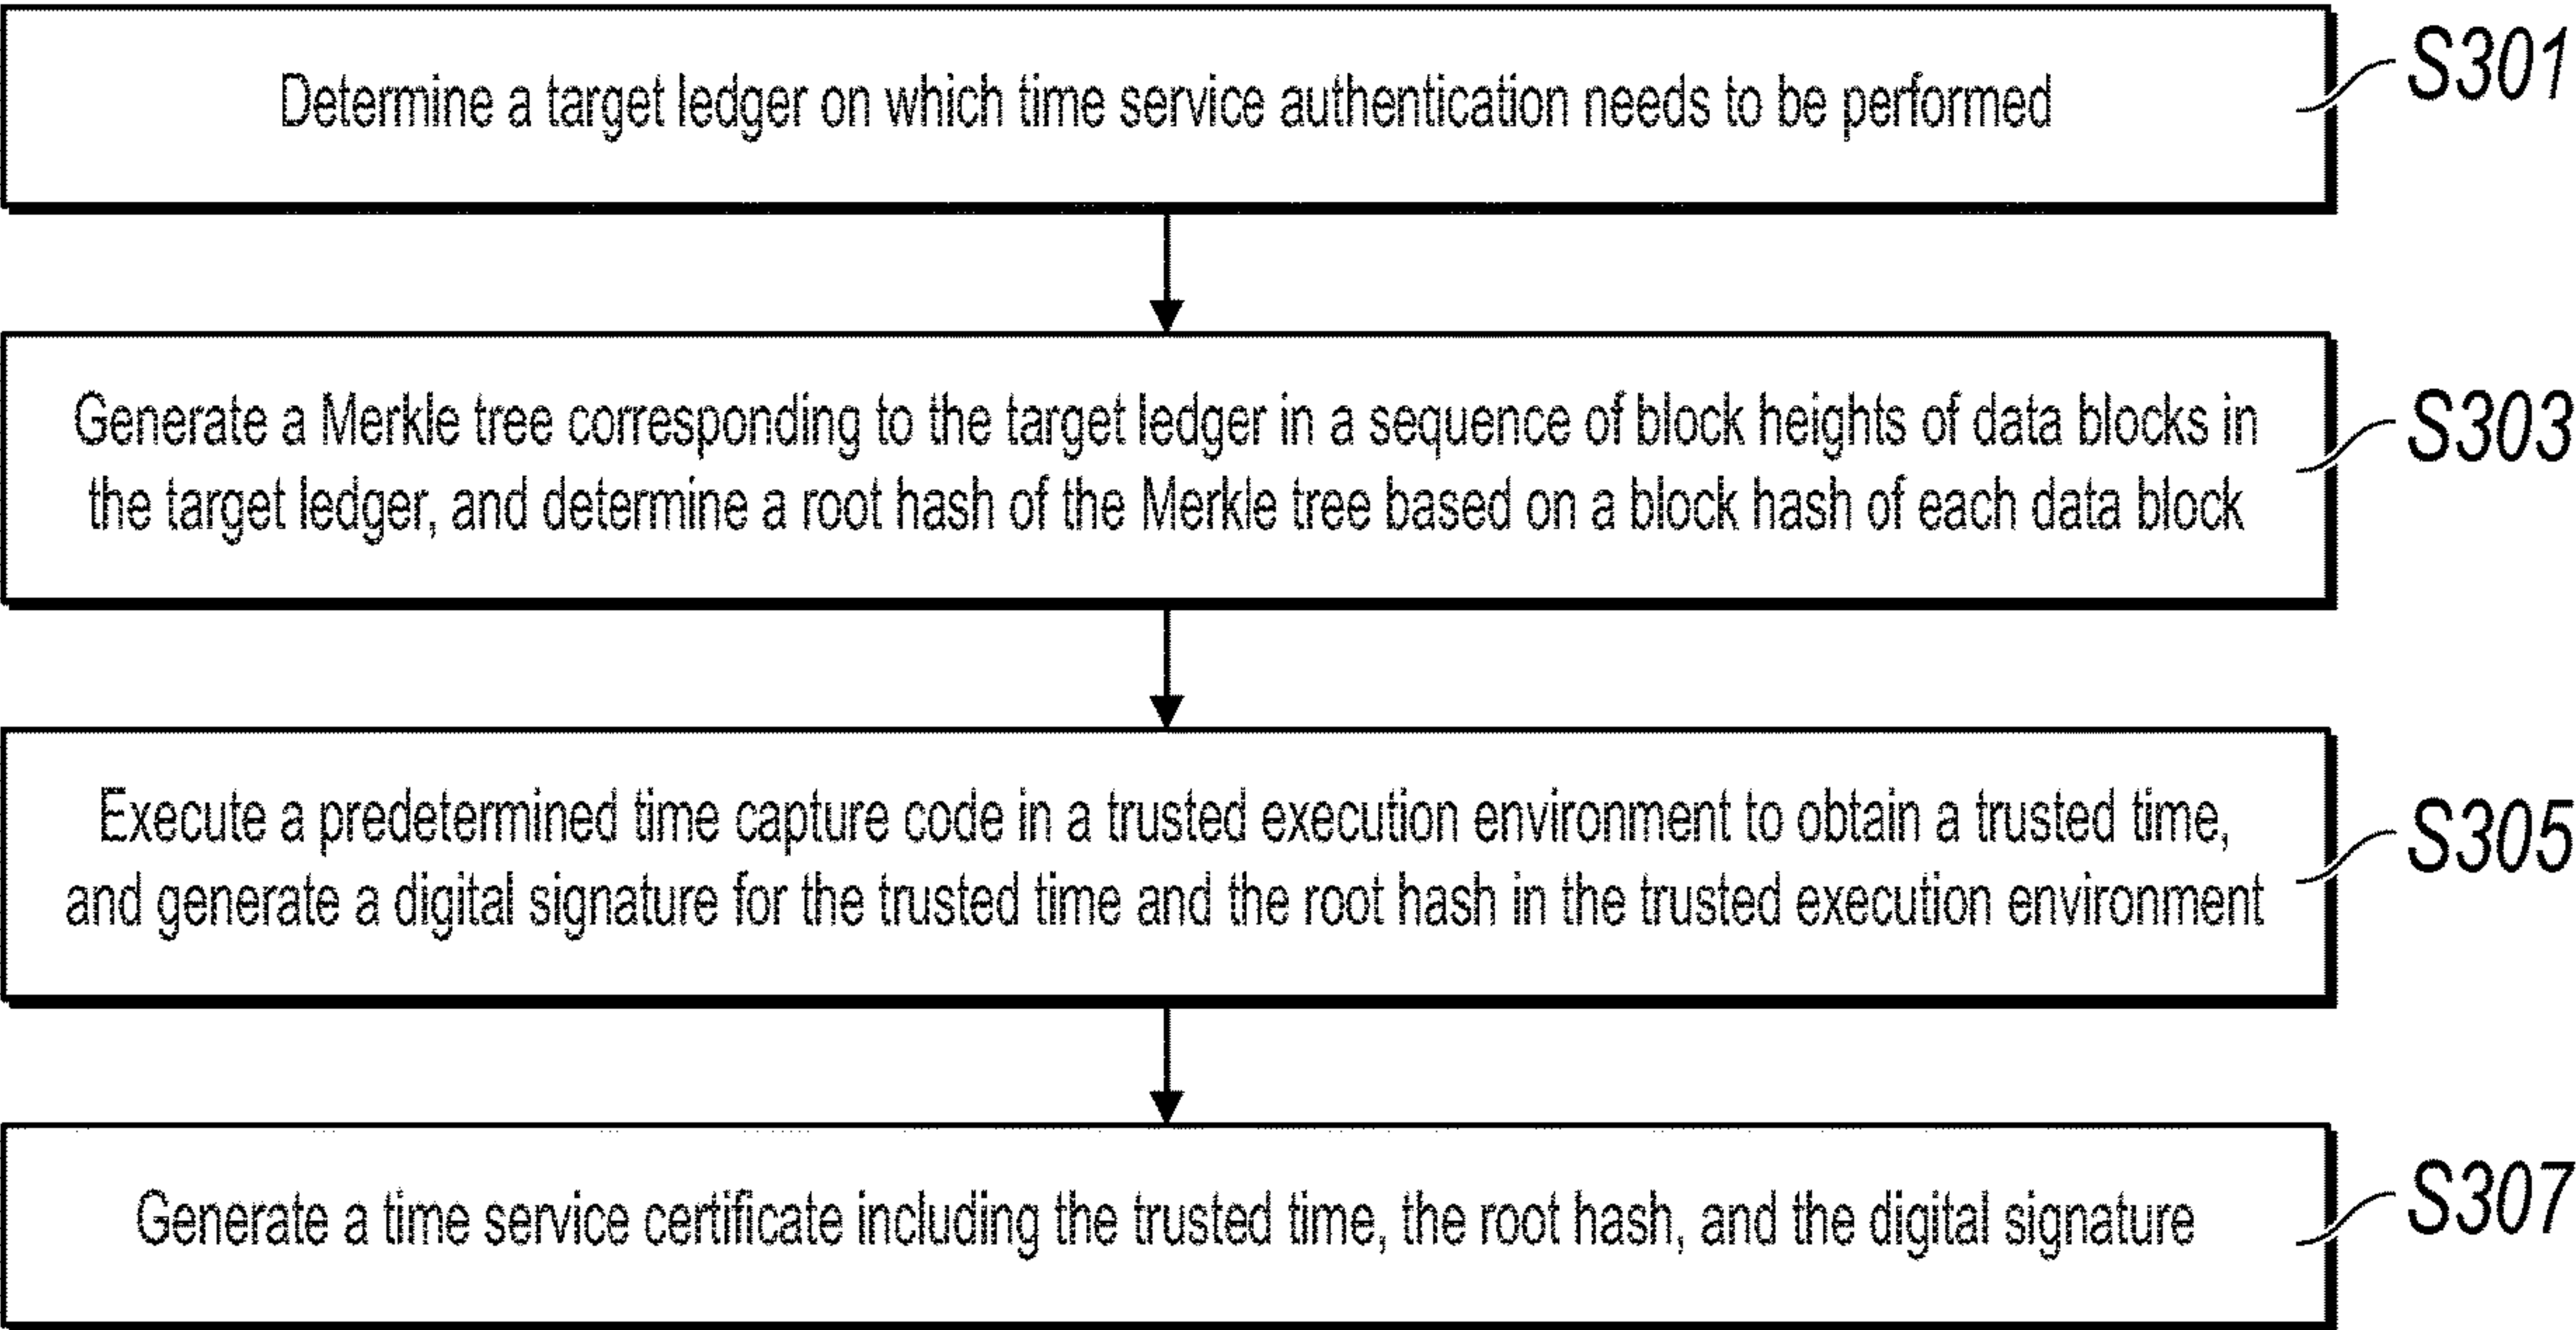 Determine a target ledger on which time service authentication needs to be performed
S301
Generate a Merkle tree corresponding to the target ledger in a sequence of block heights of data blocks in
the target ledger, and determine a root hash of the Merkle tree based on a block hash of each data block
S303
Execute a predetermined time capture code in a trusted execution environment to obtain a trusted time,
and generate a digital signature for the trusted time and the root hash in the trusted execution environment
S305
Generate a time service certificate including the trusted time, the root hash, and the digital signature
S307